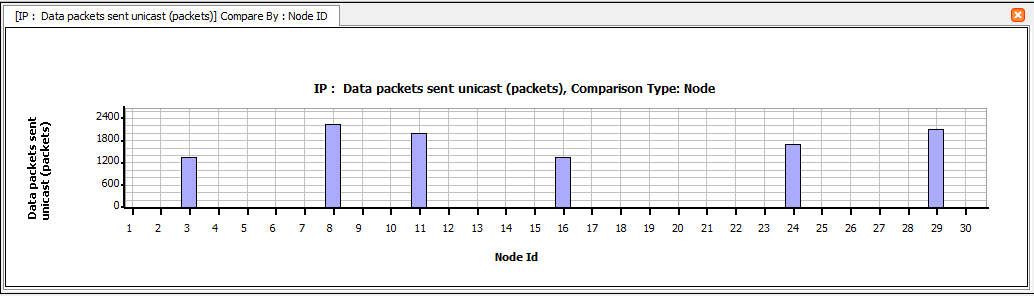 [IP :  Data packets sent unicast (packets)] Compare By : Node ID
IP :  Data packets sent unicast (packets), Comparison Type: Node
Data packets sent
unicast (packets)
2400
1800
1200
600
0
1 2 3 4 5 6 7 8 9 10 11 12 13 14 15 16 17 18 19 20 21 22 23 24 25 26 27 28 29 30
Node Id